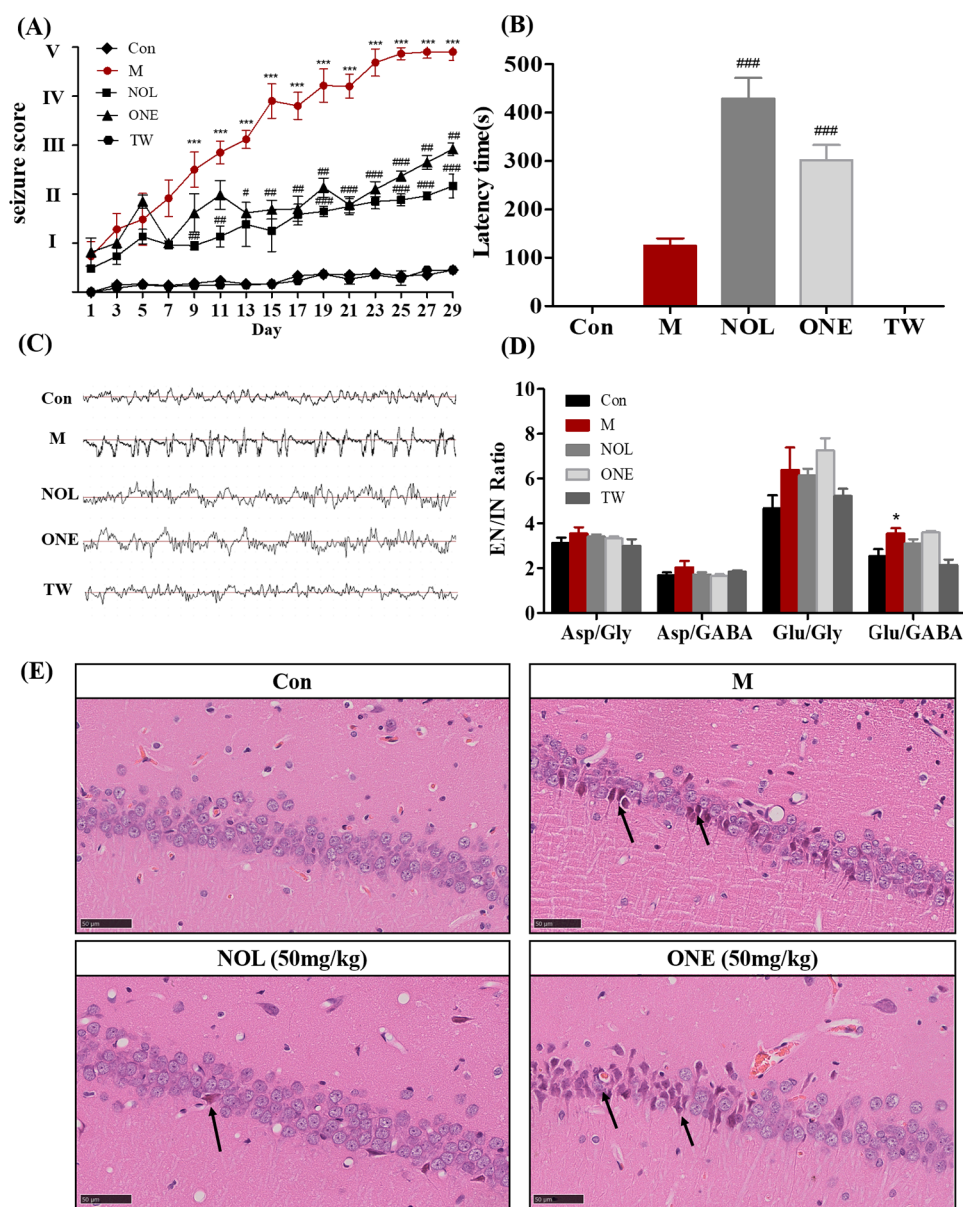 (A)
Con
M
NOL
ONE
TW
seizure score
V
IV
III
II
I
*** *** *** *** *** *** *** *** *** *** ***
## ## # ## ## ## ### ### ### ### ### ## ## ###
1 3 5 7 9 11 13 15 17 19 21 23 25 27 29
Day
(B)
Latency time(s)
500
400
300
200
100
0
###
###
Con M NOL ONE TW
(C)
Con
M
NOL
ONE
TW
(D)
EN/IN Ratio
10
8
6
4
2
0
Con
M
NOL
ONE
TW
*
Asp/Gly Asp/GABA Glu/Gly Glu/GABA
(E)
Con
M
50 μm
50 μm
NOL (50mg/kg)
ONE (50mg/kg)
50 μm
50 μm